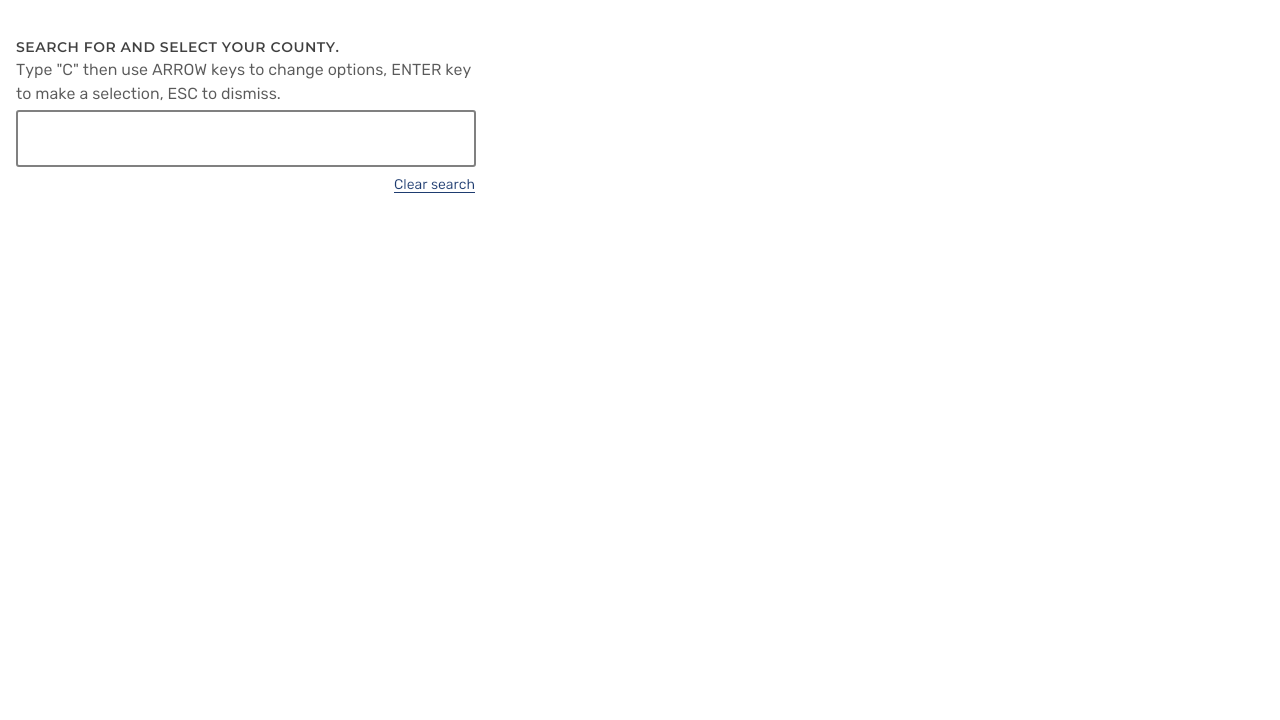 SEARCH FOR AND SELECT YOUR COUNTY.
Type "C" then use ARROW keys to change options, ENTER key
to make a selection, ESC to dismiss.
Clear search